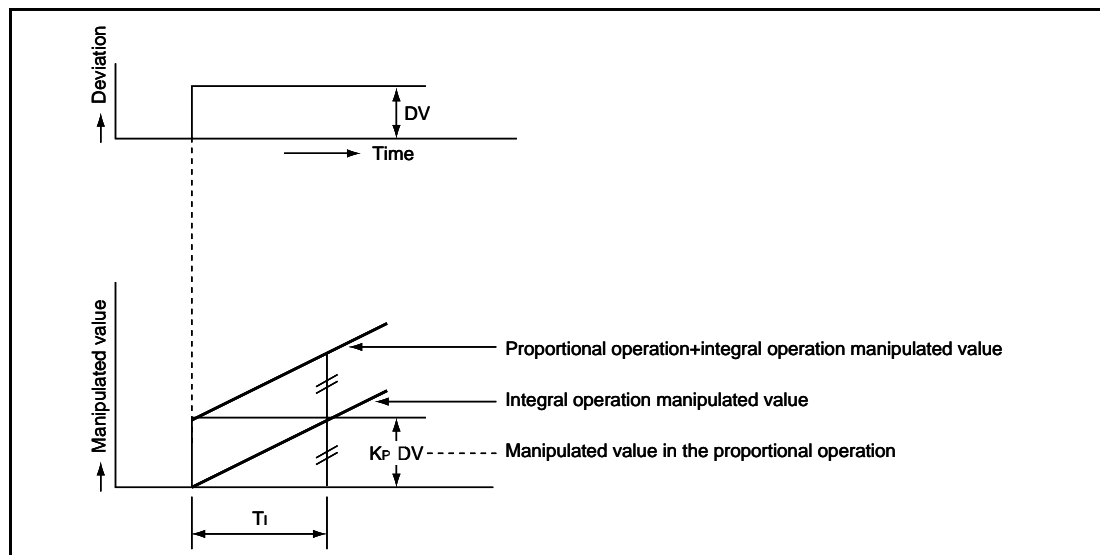 Deviation
DV
Time
Manipulated value
Proportional operation+integral operation manipulated value
Integral operation manipulated value
KP DV
Manipulated value in the proportional operation
TI